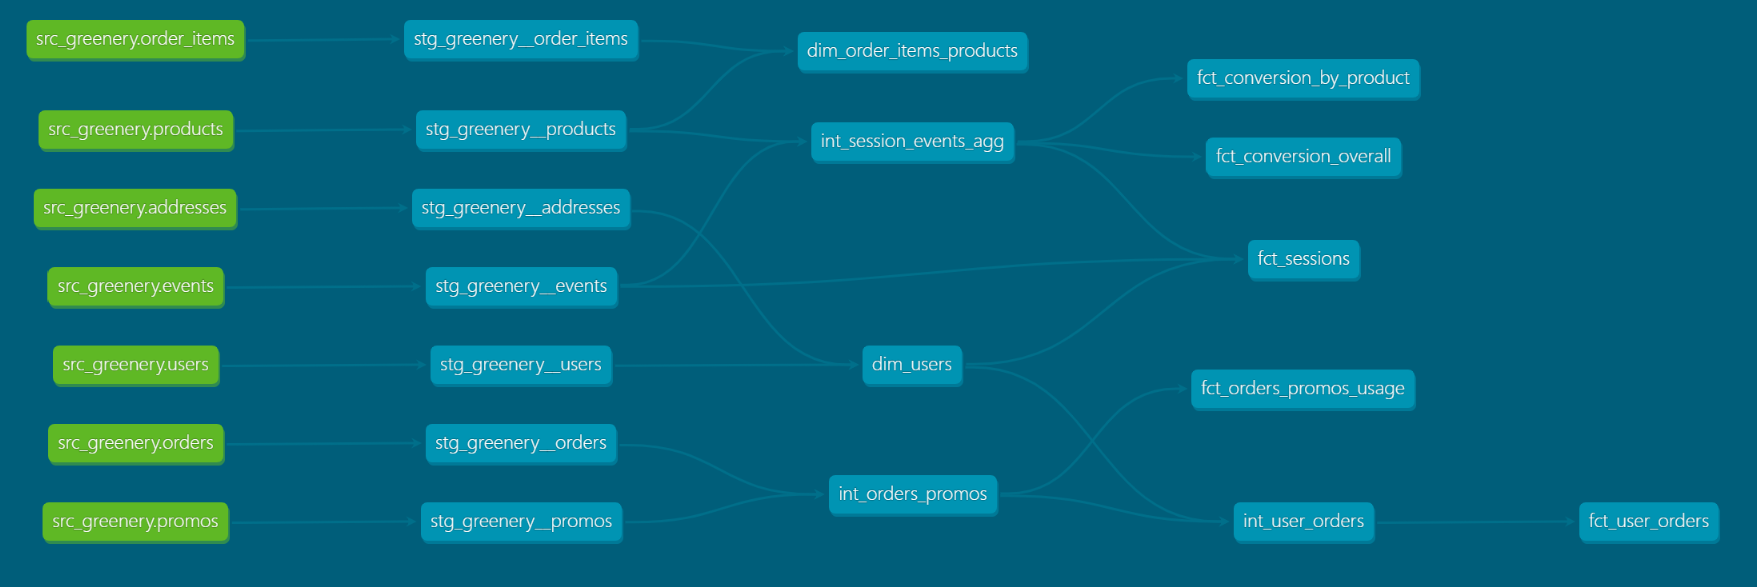 src_greenery.order_items
stg_greenery__order_items
dim_order_items_products
fct_conversion_by_product
src_greenery.products
stg_greenery__products
int_session_events_agg
fct_conversion_overall
src_greenery.addresses
stg_greenery__addresses
fct_sessions
src_greenery.events
stg_greenery__events
src_greenery.users
stg_greenery__users
dim_users
fct_orders_promos_usage
src_greenery.orders
stg_greenery__orders
int_orders_promos
src_greenery.promos
stg_greenery__promos
int_user_orders
fct_user_orders